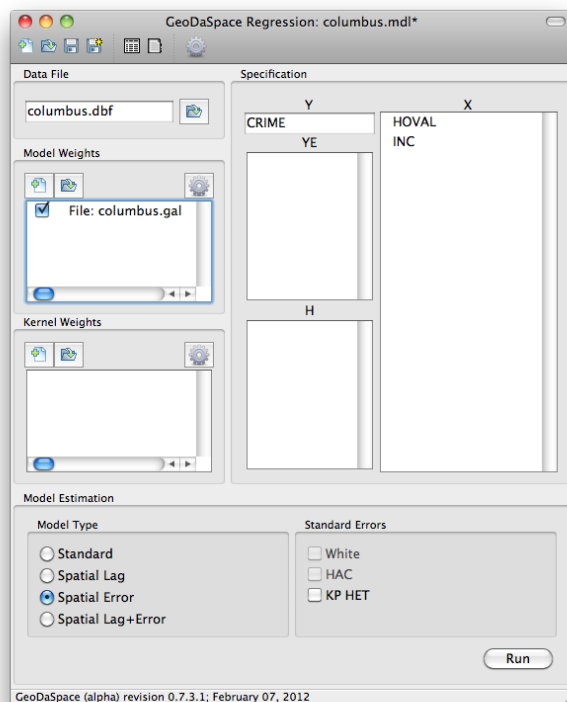 GeoDaSpace Regression: columbus.mdl*
Data File
columbus.dbf
Model Weights
File: columbus.gal
Kernel Weights
Specification
Y
CRIME
YE
H
X
HOVAL
INC
Model Estimation
Model Type
Standard
Spatial Lag
Spatial Error
Spatial Lag+Error
Standard Errors
White
HAC
KP HET
Run
GeoDaSpace (alpha) revision 0.7.3.1; February 07, 2012